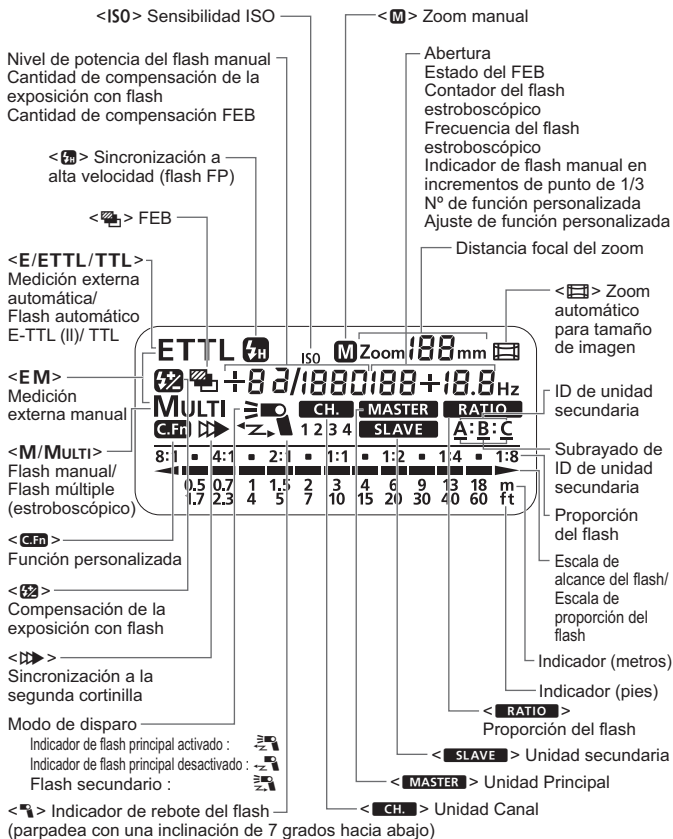 <ISO> Sensibilidad ISO
<M> Zoom manual
Nivel de potencia del flash manual
Cantidad de compensación de la
exposición con flash
Cantidad de compensación FEB
Abertura
Estado del FEB
Contador del flash
estroboscópico
Frecuencia del flash
estroboscópico
Indicador de flash manual en
incrementos de punto de 1/3
Nº de función personalizada
Ajuste de función personalizada
< H > Sincronización a
alta velocidad (flash FP)
< > FEB
Distancia focal del zoom
<E/ETTL/TTL>
Medición externa
automática/
Flash automático
E-TTL (II)/ TTL
< > Zoom
automático
para tamaño
de imagen
<EM>
Medición
externa manual
<M/MULTI>
Flash manual/
Flash múltiple
(estroboscópico)
ETTL H ISO M Zoom 188 mm
+8 8/1880188+18.8 Hz
MULTI CH. MASTER RATIO
C.Fn 1 2 3 4 SLAVE A:B:C
8:1 4:1 2:1 1:1 1:2 1:4 1:8
0.5 0.7 1 1.5 2 3 4 6 9 13 18 m
1.7 2.3 4 5 7 10 15 20 30 40 60 ft
ID de unidad
secundaria
Subrayado de
ID de unidad
secundaria
Proporción
del flash
Escala de
alcance del flash/
Escala de
proporción del
flash
Indicador (metros)
Indicador (pies)
<C.Fn>
Función personalizada
< >
Compensación de la
exposición con flash
< >
Sincronización a la
segunda cortinilla
Modo de disparo
Indicador de flash principal activado :
Indicador de flash principal desactivado :
Flash secundario :
< > Indicador de rebote del flash
(parpadea con una inclinación de 7 grados hacia abajo)
< RATIO >
Proporción del flash
< SLAVE > Unidad secundaria
< MASTER > Unidad Principal
< CH. > Unidad Canal